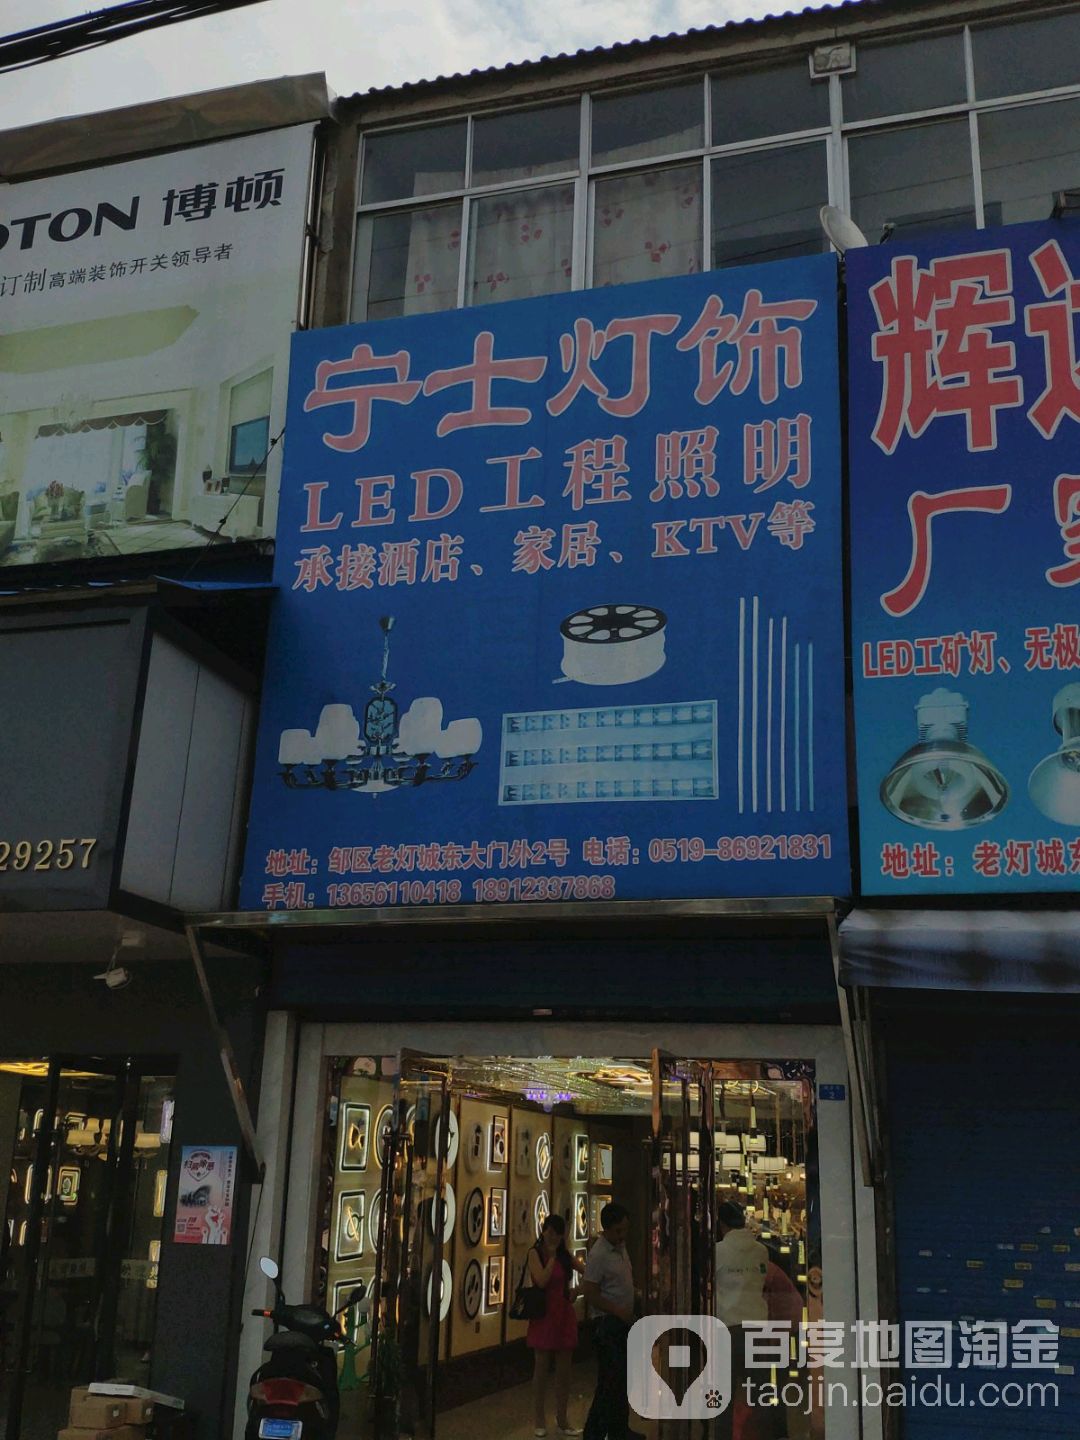 OTON 博顿
订制高端装饰开关领导者
宁士灯饰
LED工程照明
承接酒店、家居、KTV等
地址：邹区老灯城东大门外2号 电话：0519-86921831
手机：13656110418 18912337868
辉
厂家
LED工矿灯、无极
地址：老灯城东
29257
2
百度地图淘金
taojin.baidu.com